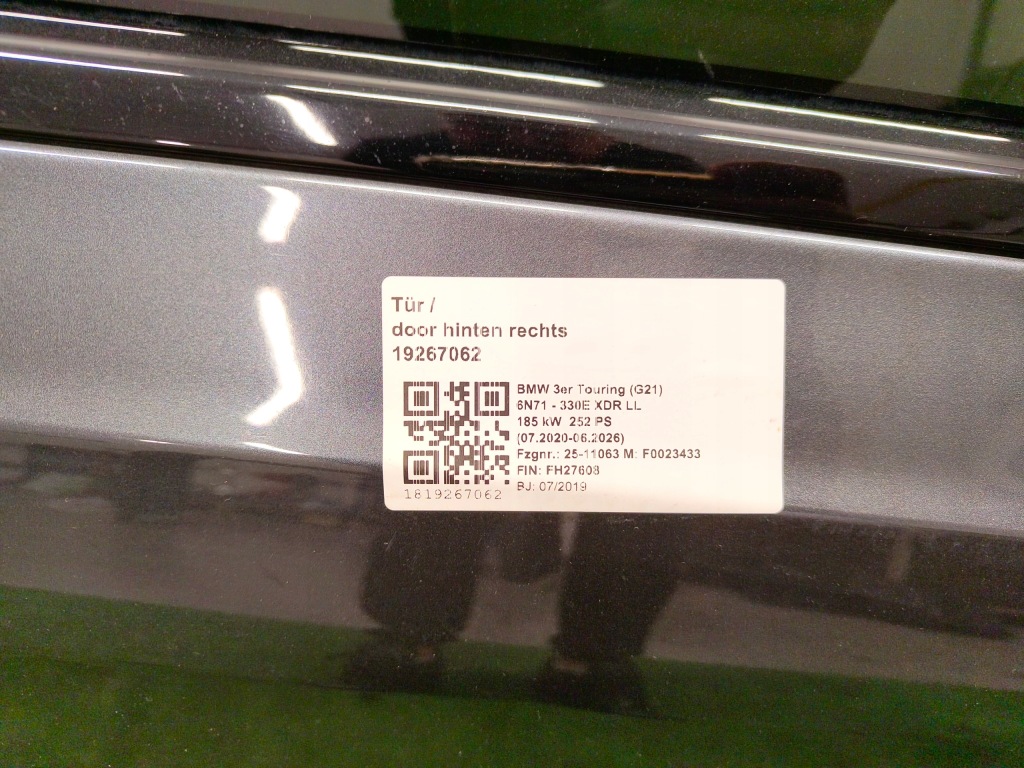 Tür /
door hinten rechts
19267062
BMW 3er Touring (G21)
6N71 - 330E XDR LL
185 kW 252 PS
(07.2020-06.2026)
Fzgnr.: 25-11063 M: F0023433
FIN: FH27608
BJ: 07/2019
1819267062